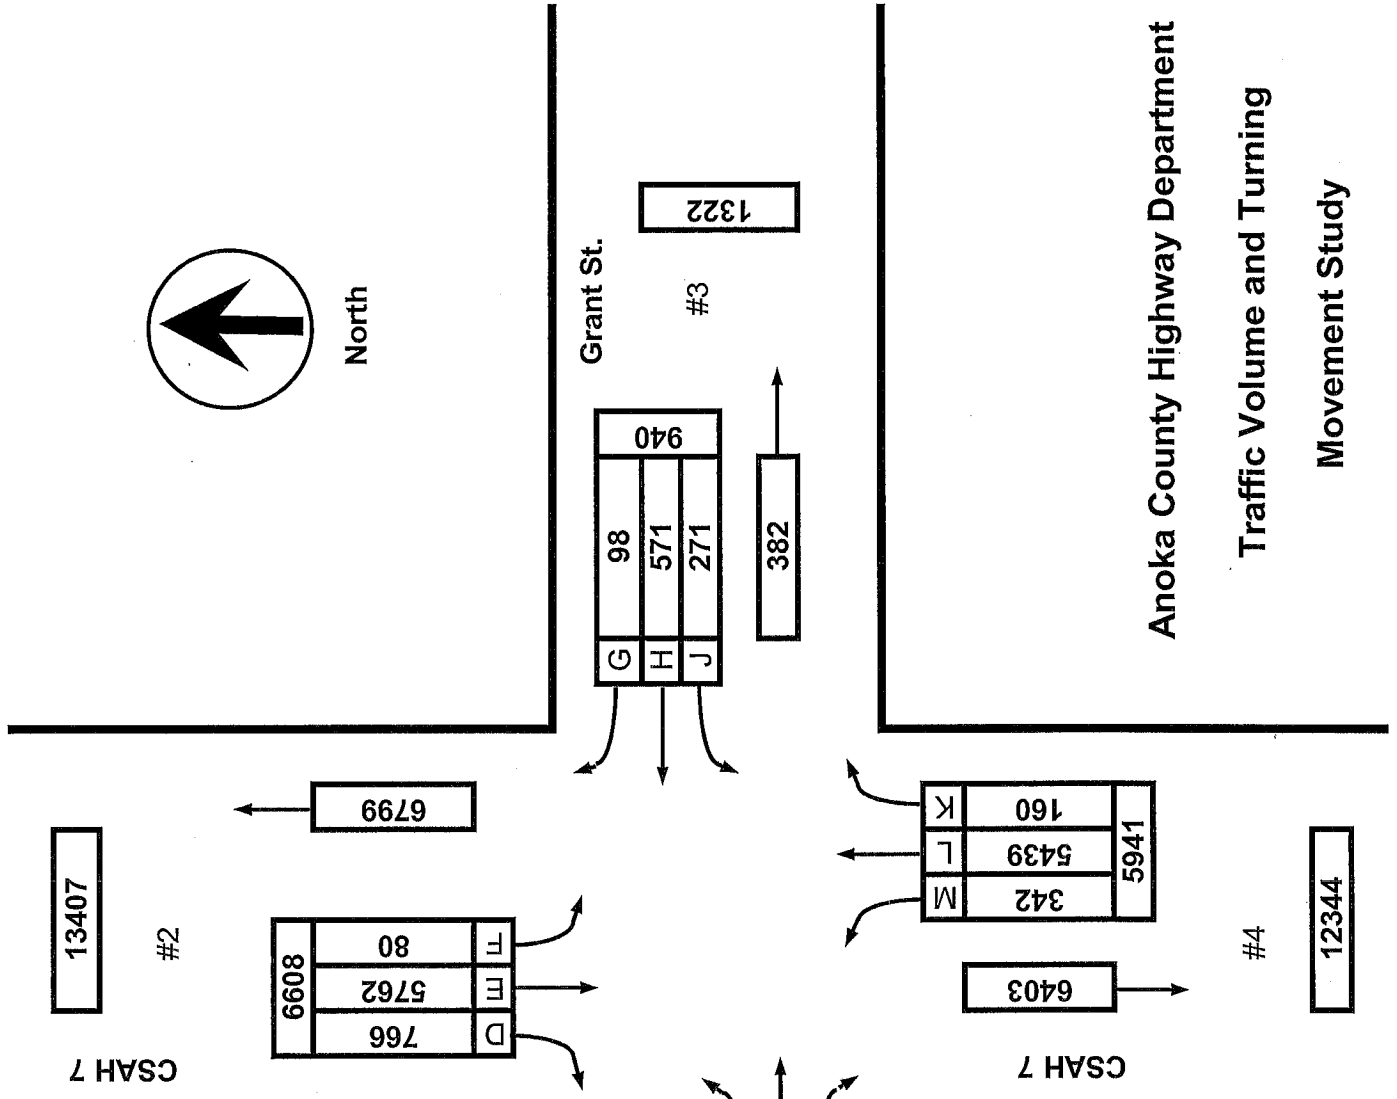 North
Grant St.
#3
1322
940
98
571
271
G
H
J
382
6799
13407
#2
6608
80
5762
766
F
E
D
CSAH 7
K
L
M
160
5439
342
5941
6403
#4
12344
CSAH 7
Anoka County Highway Department
Traffic Volume and Turning
Movement Study